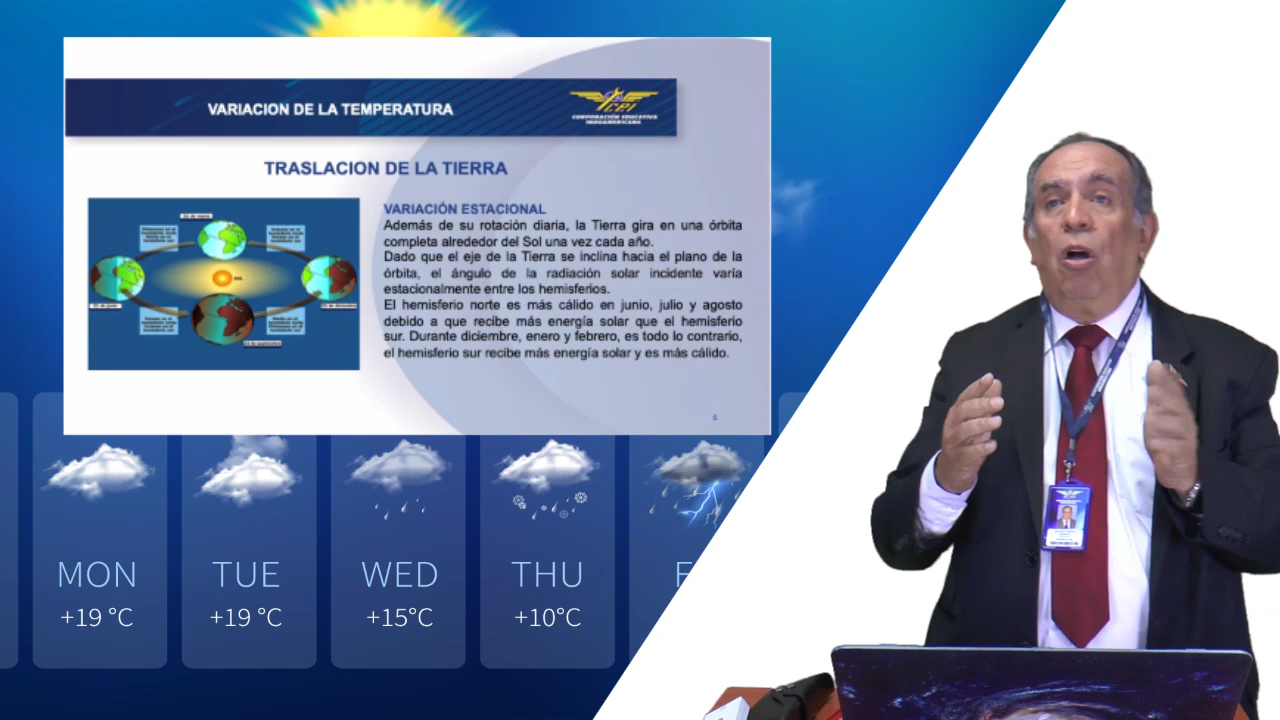 VARIACION DE LA TEMPERATURA
CEI
CORPORACIÓN EDUCATIVA
INDOAMERICANA
TRASLACION DE LA TIERRA
VARIACIÓN ESTACIONAL
Además de su rotación diaria, la Tierra gira en una órbita
completa alrededor del Sol una vez cada año.
Dado que el eje de la Tierra se inclina hacia el plano de la
órbita, el ángulo de la radiación solar incidente varía
estacionalmente entre los hemisferios.
El hemisferio norte es más cálido en junio, julio y agosto
debido a que recibe más energía solar que el hemisferio
sur. Durante diciembre, enero y febrero, es todo lo contrario,
el hemisferio sur recibe más energía solar y es más cálido.
MON
TUE
WED
THU
+19 °C
+19 °C
+15°C
+10°C